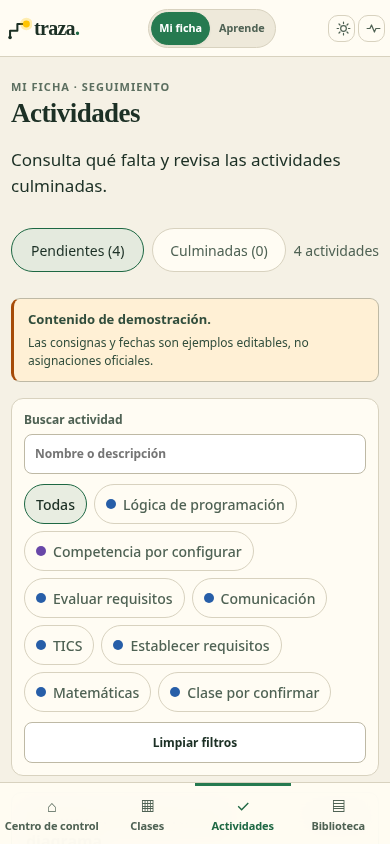 traza.
Mi ficha
Aprende
MI FICHA · SEGUIMIENTO
Actividades
Consulta qué falta y revisa las actividades
culminadas.
Pendientes (4)
Culminadas (0)
4 actividades
Contenido de demostración.
Las consignas y fechas son ejemplos editables, no
asignaciones oficiales.
Buscar actividad
Nombre o descripción
Todas
Lógica de programación
Competencia por configurar
Evaluar requisitos
Comunicación
TICS
Establecer requisitos
Matemáticas
Clase por confirmar
Limpiar filtros
Centro de control
Clases
Actividades
Biblioteca